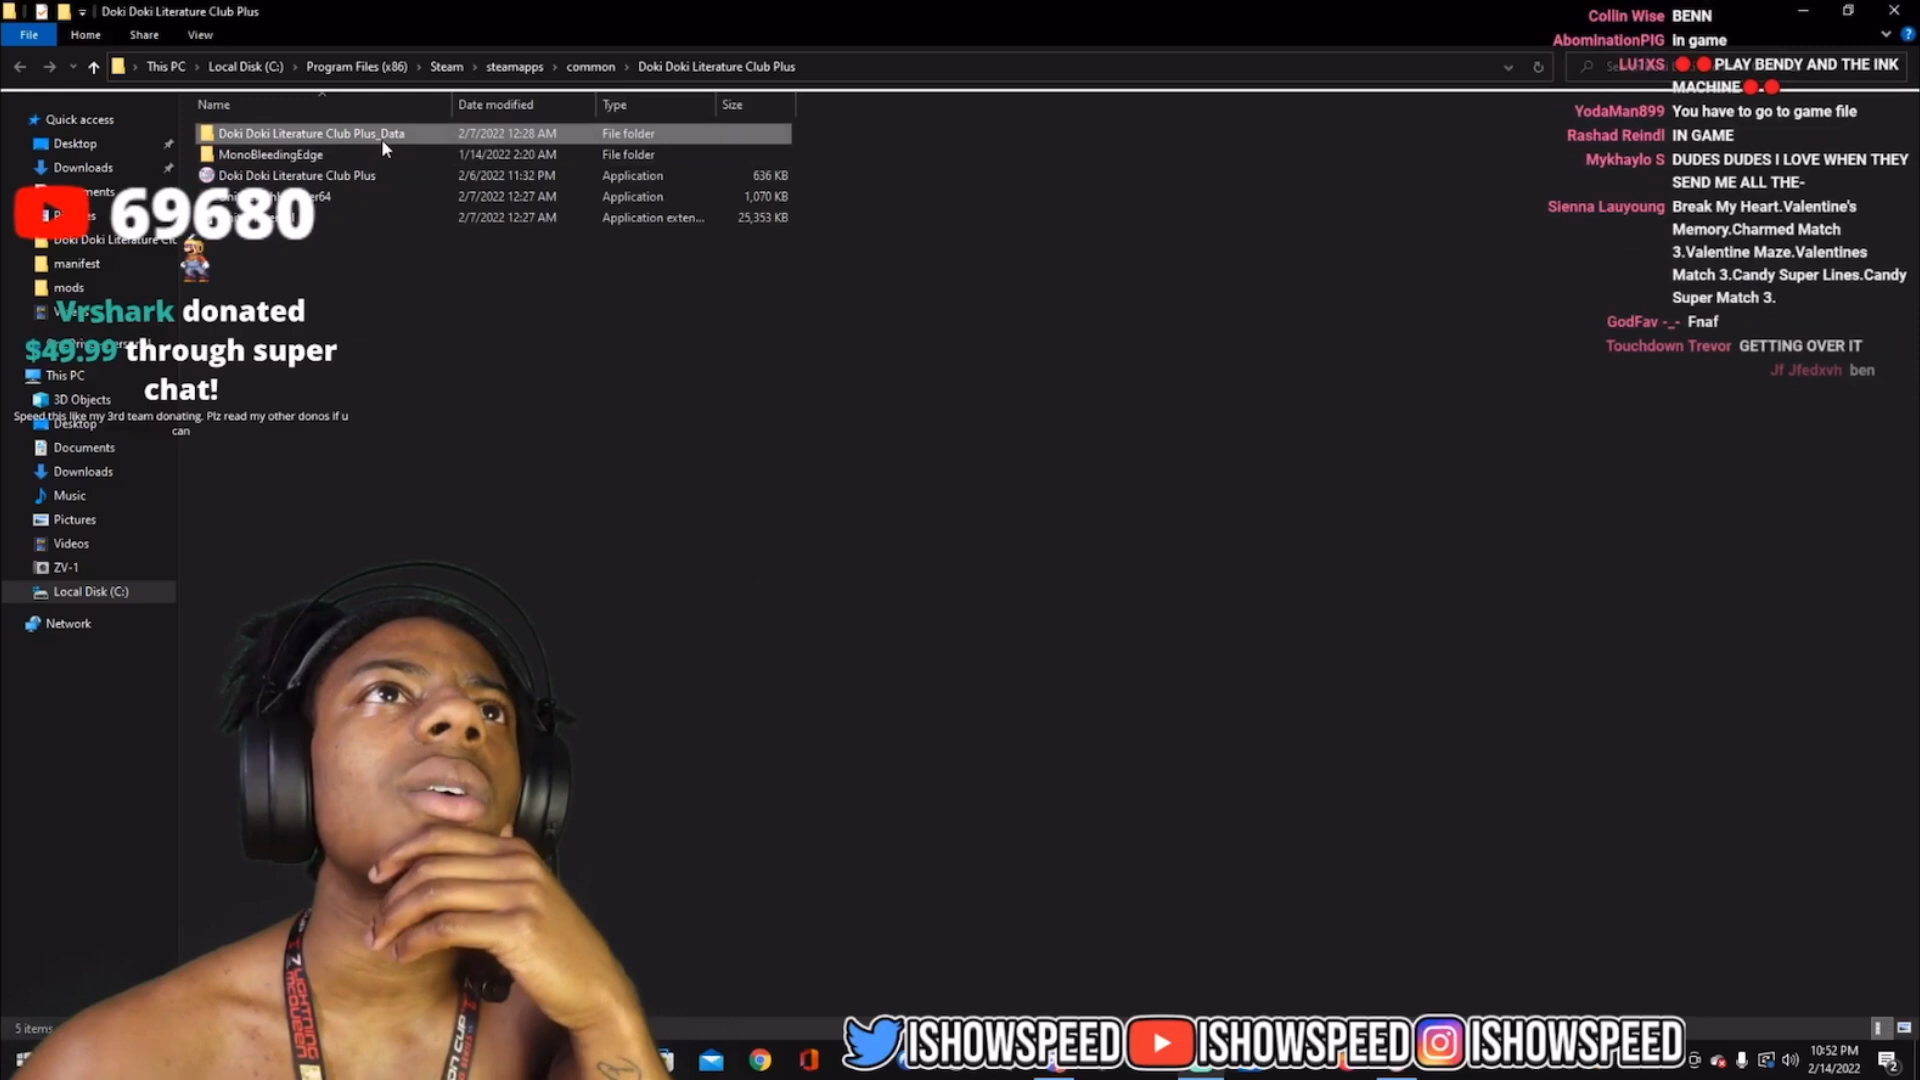 Doki Doki Literature Club Plus
File Home Share View
This PC › Local Disk (C:) › Program Files (x86) › Steam › steamapps › common › Doki Doki Literature Club Plus
Name Date modified Type Size
Doki Doki Literature Club Plus_Data 2/7/2022 12:28 AM File folder
MonoBleedingEdge 1/14/2022 2:20 AM File folder
Doki Doki Literature Club Plus 2/6/2022 11:32 PM Application 636 KB
2/7/2022 12:27 AM Application 1,070 KB
2/7/2022 12:27 AM Application exten... 25,353 KB
Quick access
Desktop
Downloads
69680
Doki Doki Literature Clu
manifest
mods
Vrshark donated
$49.99 through super
chat!
Speed this like my 3rd team donating. Plz read my other donos if u
can
This PC
3D Objects
Desktop
Documents
Downloads
Music
Pictures
Videos
ZV-1
Local Disk (C:)
Network
5 items
Collin Wise BENN
AbominationPIG in game
LU1XS 🔴🔴PLAY BENDY AND THE INK
MACHINE🔴.🔴
YodaMan899 You have to go to game file
Rashad Reindl IN GAME
Mykhaylo S DUDES DUDES I LOVE WHEN THEY
SEND ME ALL THE-
Sienna Lauyoung Break My Heart.Valentine's
Memory.Charmed Match
3.Valentine Maze.Valentines
Match 3.Candy Super Lines.Candy
Super Match 3.
GodFav -_- Fnaf
Touchdown Trevor GETTING OVER IT
Jf Jfedxvh ben
LIGHTNING
MCQUEEN
ISHOWSPEED ISHOWSPEED ISHOWSPEED
10:52 PM
2/14/2022
2